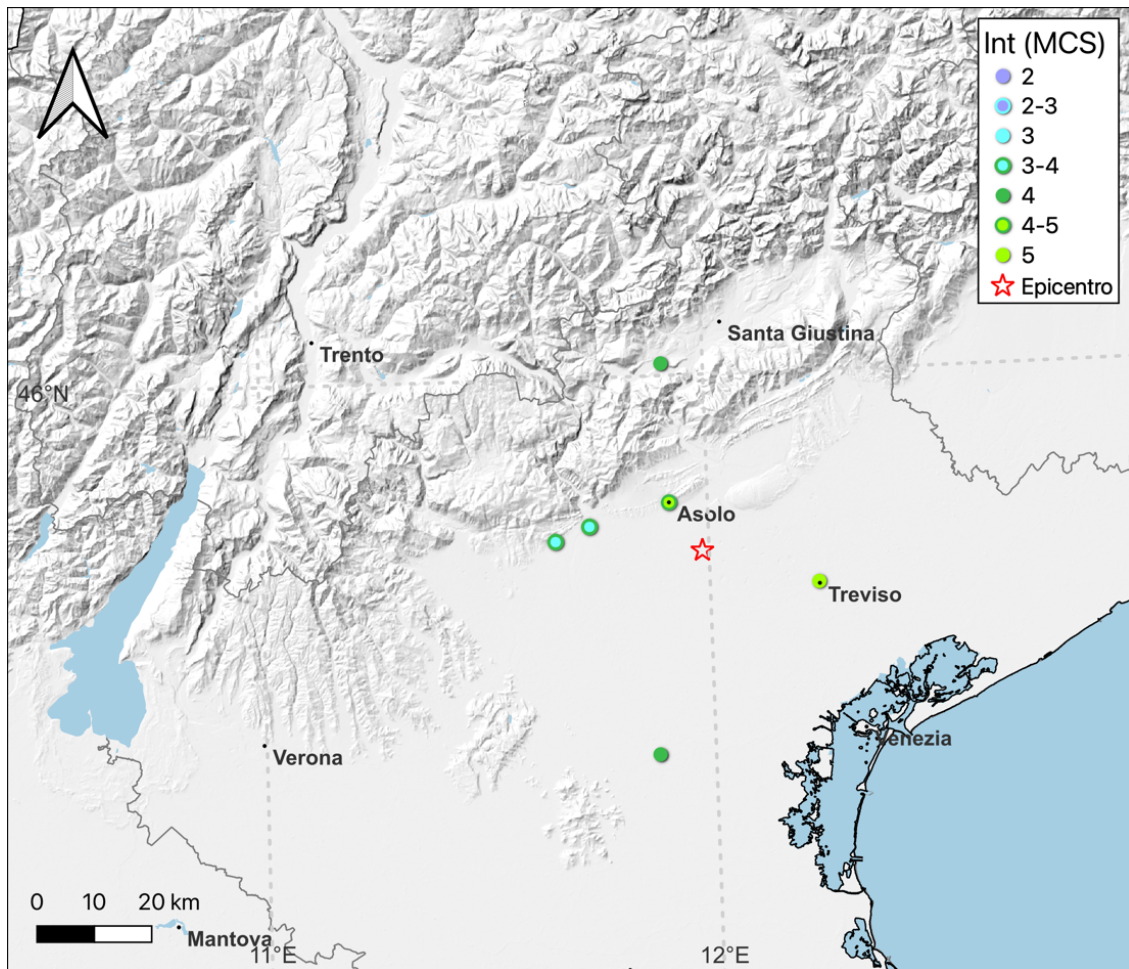 Int (MCS)
2
2-3
3
3-4
4
4-5
5
Epicentro
Santa Giustina
Trento
46°N
Asolo
Treviso
Venezia
Verona
0 10 20 km
Mantova
11°E
12°E